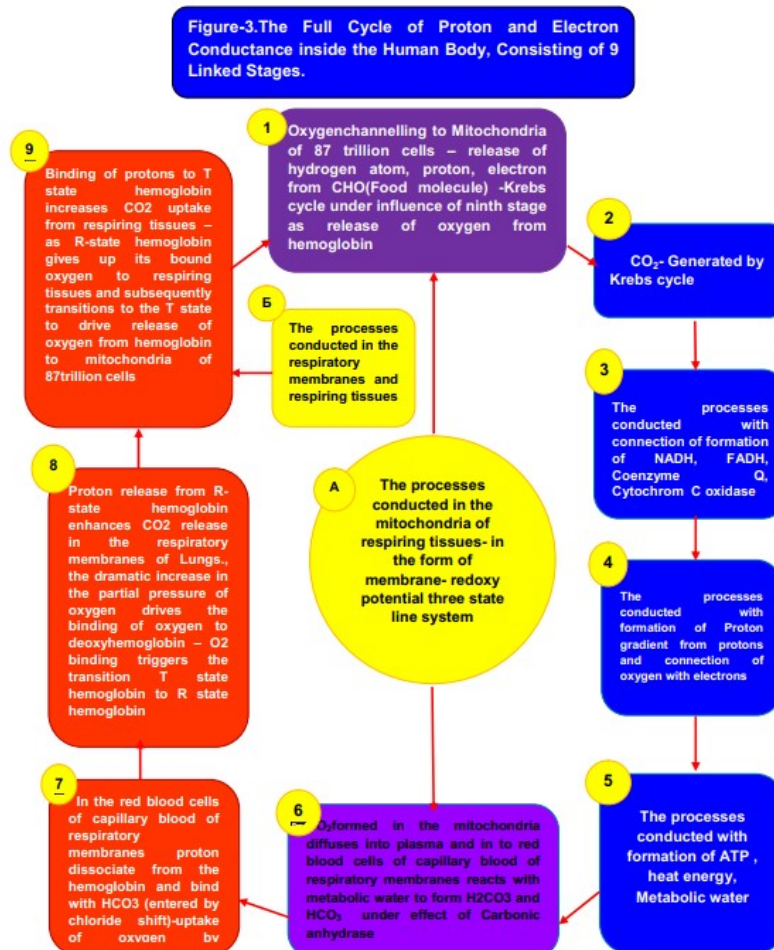 Figure-3.The Full Cycle of Proton and Electron
Conductance inside the Human Body, Consisting of 9
Linked Stages.
1
Oxygenchannelling to Mitochondria
of 87 trillion cells – release of
hydrogen atom, proton, electron
from CHO(Food molecule) -Krebs
cycle under influence of ninth stage
as release of oxygen from
hemoglobin
2
CO₂- Generated by
Krebs cycle
3
The processes
conducted with
connection of formation
of NADH, FADH,
Coenzyme Q,
Cytochrom C oxidase
4
The processes
conducted with
formation of Proton
gradient from protons
and connection of
oxygen with electrons
5
The processes
conducted with
formation of ATP ,
heat energy,
Metabolic water
6
O₂formed in the mitochondria
diffuses into plasma and in to red
blood cells of capillary blood of
respiratory membranes reacts with
metabolic water to form H2CO3 and
HCO₃ under effect of Carbonic
anhydrase
7
In the red blood cells
of capillary blood of
respiratory
membranes proton
dissociate from the
hemoglobin and bind
with HCO3 (entered by
chloride shift)-uptake
of oxygen by
8
Proton release from R-
state hemoglobin
enhances CO2 release
in the respiratory
membranes of Lungs., the
dramatic increase in
the partial pressure of
oxygen drives the
binding of oxygen to
deoxyhemoglobin – O2
binding triggers the
transition T state
hemoglobin to R state
hemoglobin
9
Binding of protons to T
state hemoglobin
increases CO2 uptake
from respiring tissues –
as R-state hemoglobin
gives up its bound
oxygen to respiring
tissues and subsequently
transitions to the T state
to drive release of
oxygen from hemoglobin
to mitochondria of
87trillion cells
Б
The processes
conducted in the
respiratory
membranes and
respiring tissues
A
The processes
conducted in the
mitochondria of
respiring tissues- in
the form of
membrane- redoxy
potential three state
line system